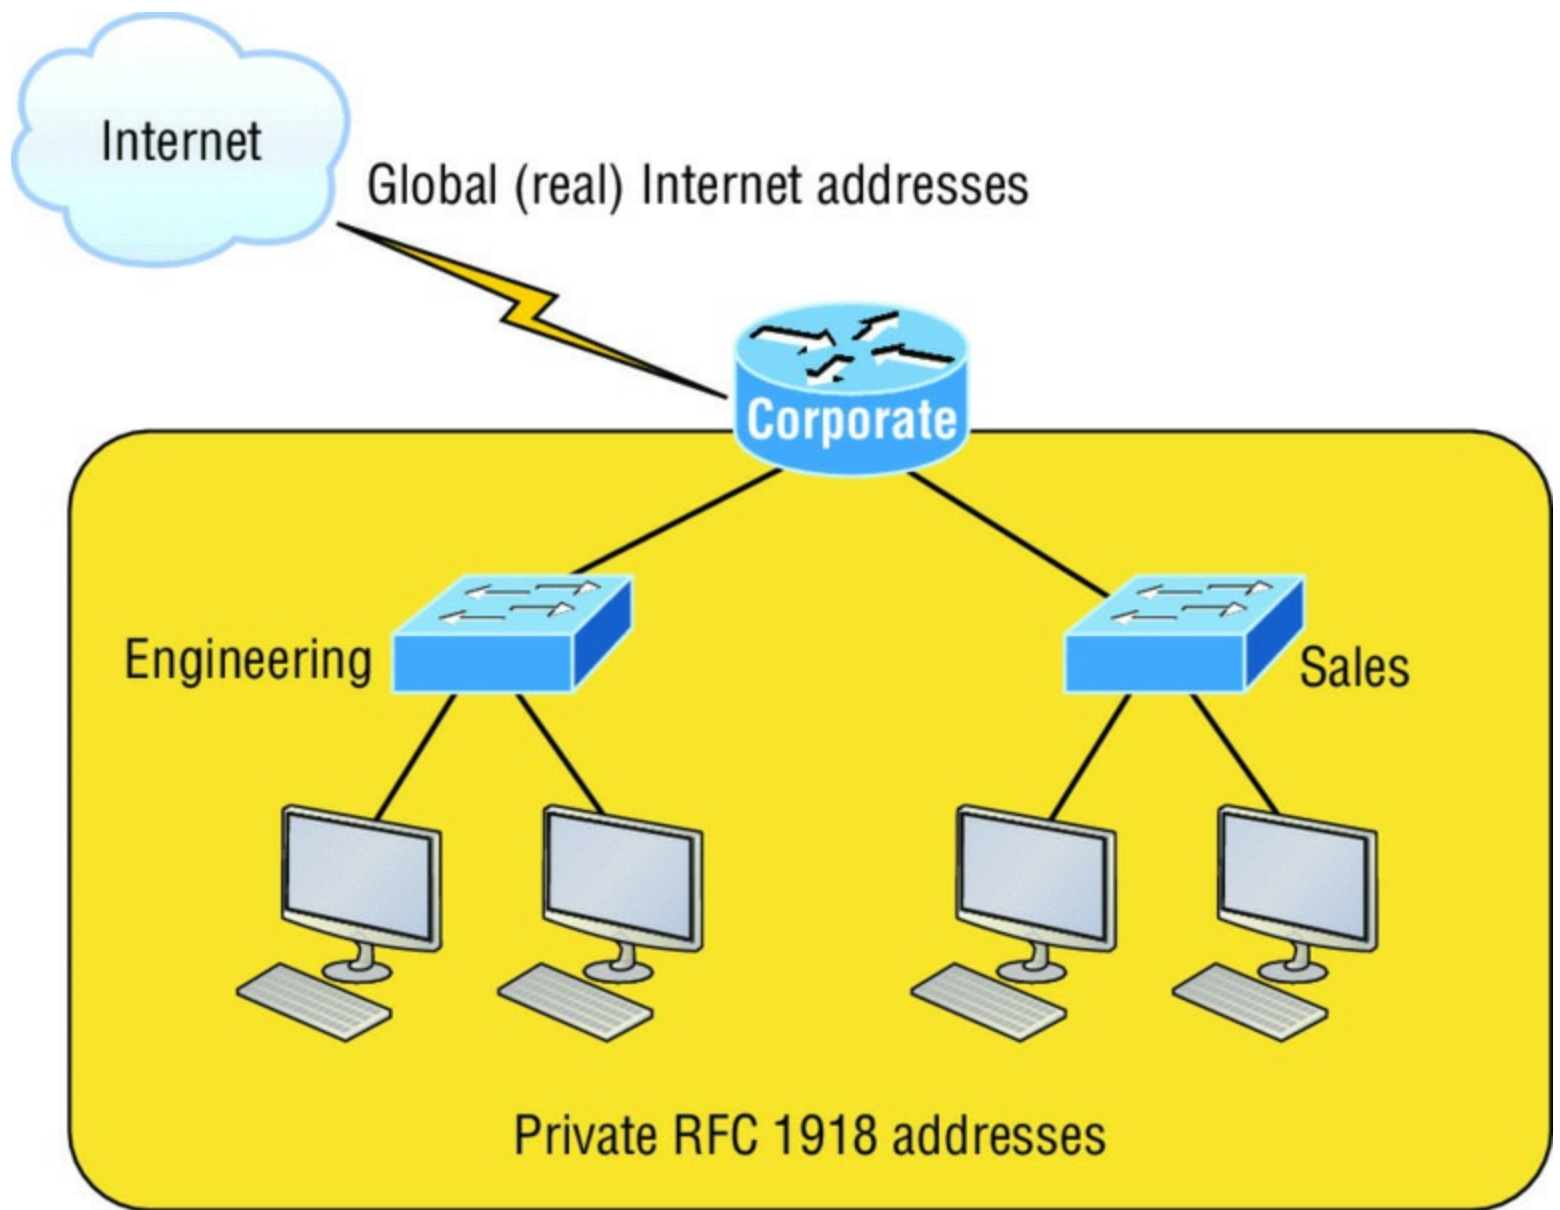 Internet
Global (real) Internet addresses
Corporate
Engineering
Sales
Private RFC 1918 addresses